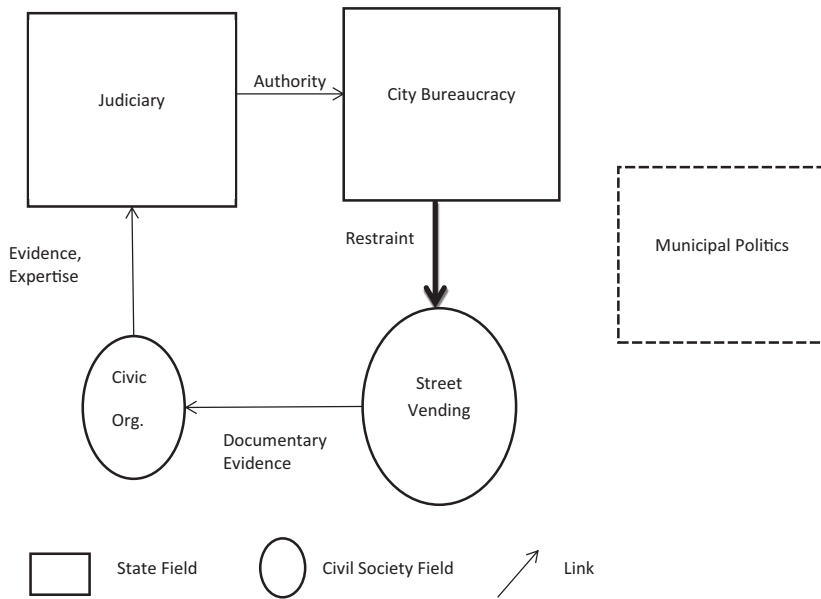 Judiciary
Authority
City Bureaucracy
Evidence,
Expertise
Restraint
Municipal Politics
Civic
Org.
Street
Vending
Documentary
Evidence
State Field
Civil Society Field
Link